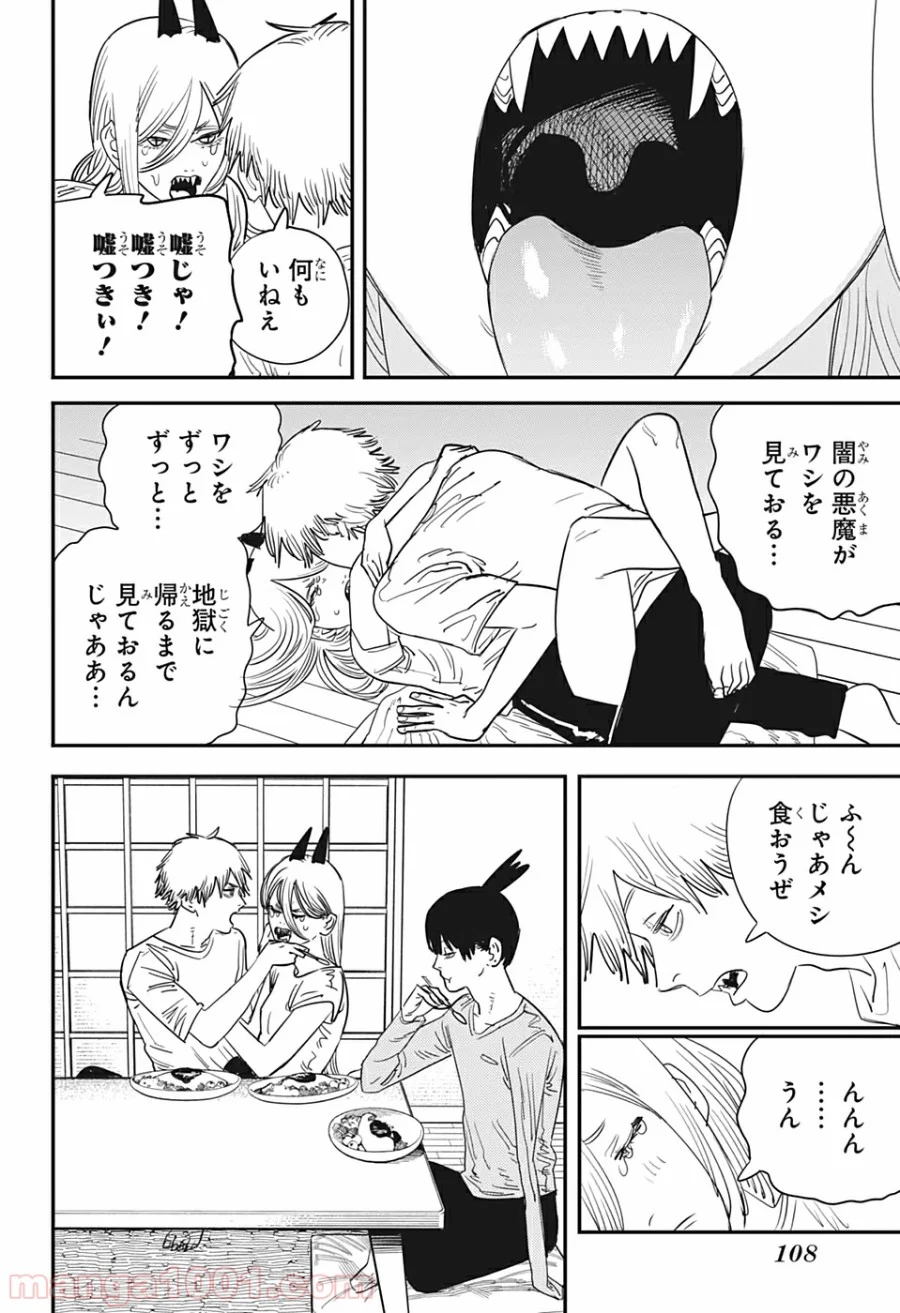 何も
いねえ
嘘じゃ！
嘘つき！
嘘つきぃ！
闇の悪魔が
ワシを
見ておる…
ワシを
ずっと
ずっと…
地獄に
帰るまで
見ておるん
じゃああ…
ふ〜ん
じゃあメシ
食おうぜ
んんん
……
うん
108
manga1001.com